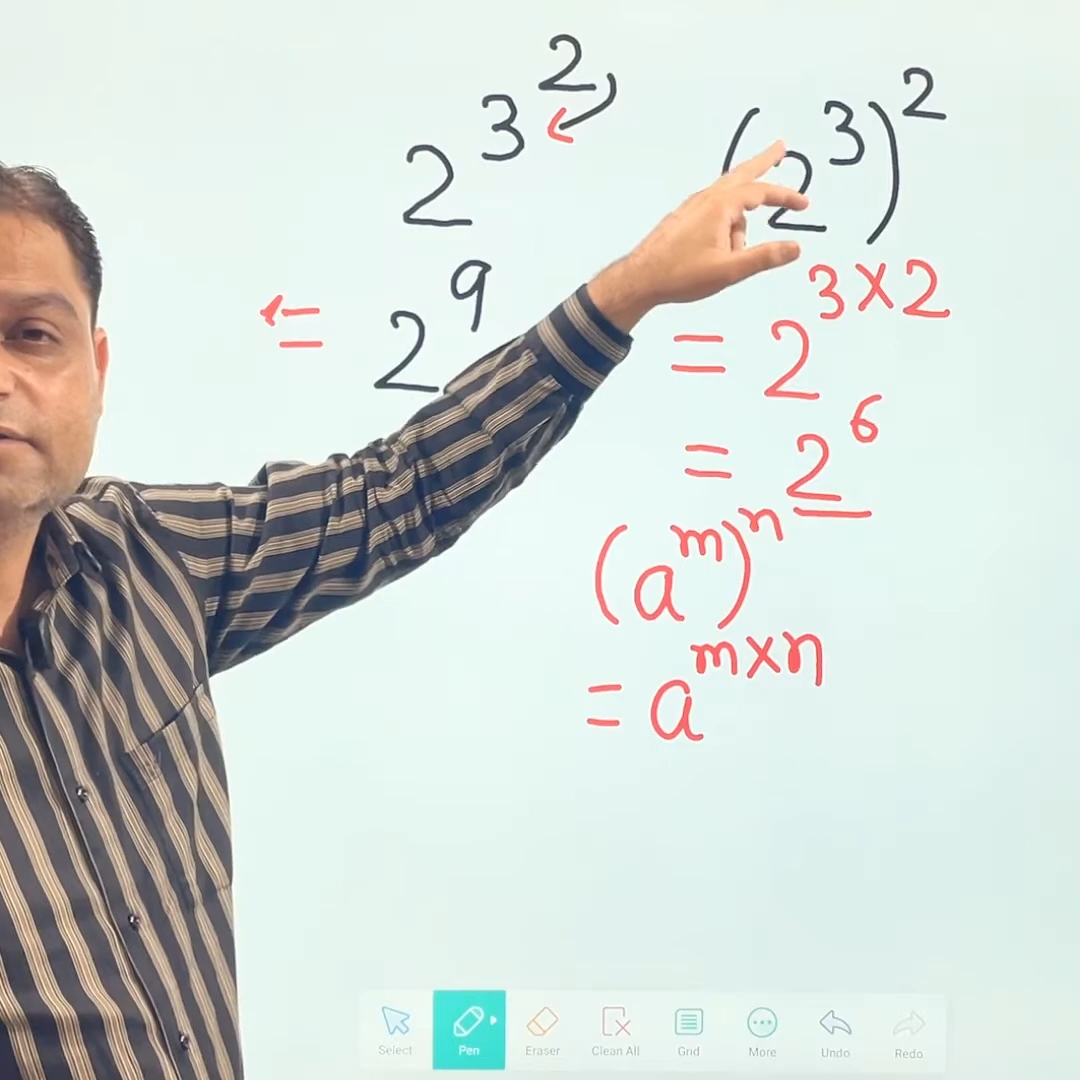 2^3^2
= 2^9
(2^3)^2
= 2^3×2
= 2^6
(a^m)^n
= a^m×n
Select Pen Eraser Clean All Grid More Undo Redo